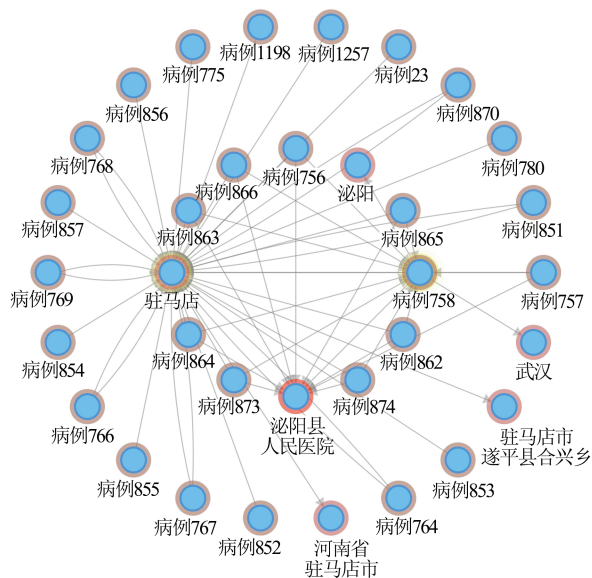 病例1198
病例1257
病例775
病例23
病例856
病例870
病例768
病例866
病例756
泌阳
病例780
病例857
病例863
病例865
病例851
病例769
驻马店
病例758
病例757
病例854
病例864
病例862
武汉
病例766
病例873
泌阳县
人民医院
病例874
驻马店市
遂平县合兴乡
病例855
病例853
病例767
病例852
河南省
驻马店市
病例764